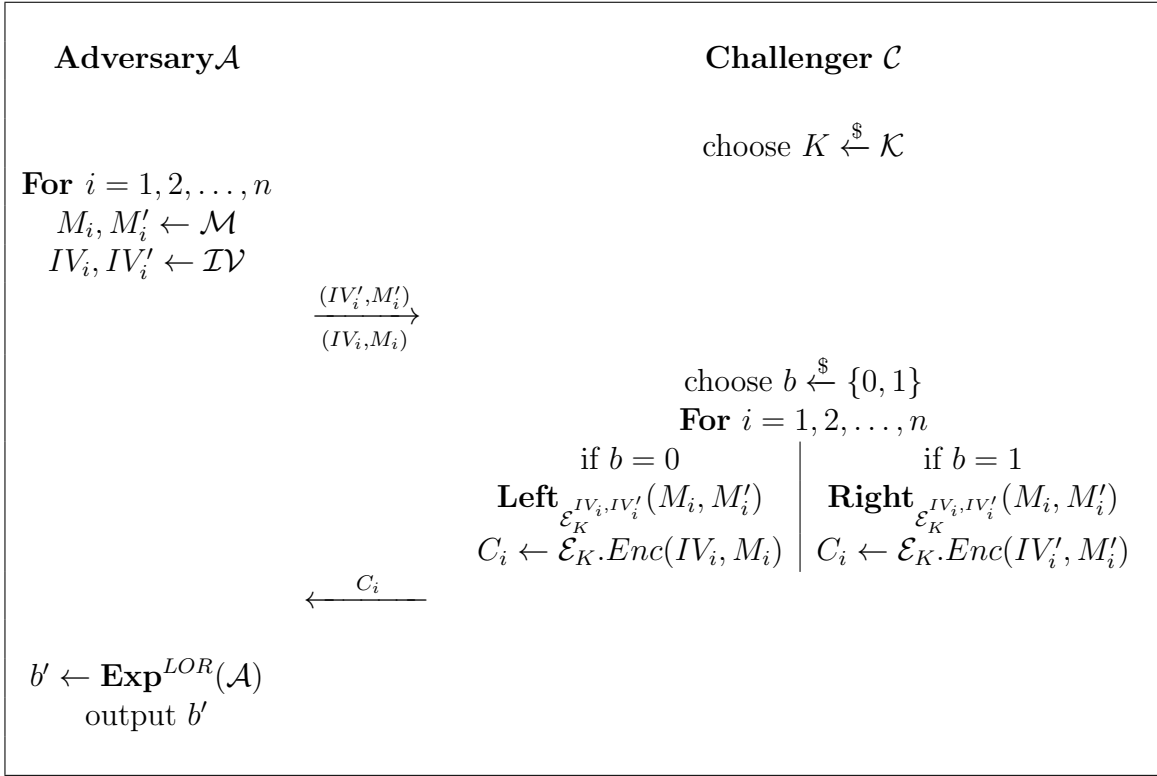 Adversary𝒜 Challenger 𝒞
choose K ←$ 𝒦
For i = 1, 2, . . . , n
M_i, M′_i ← ℳ
IV_i, IV′_i ← ℐ𝒱
(IV′_i, M′_i)
(IV_i, M_i)
choose b ←$ {0, 1}
For i = 1, 2, . . . , n
if b = 0 if b = 1
Left_{ℰ_K^{IV_i,IV′_i}}(M_i, M′_i) Right_{ℰ_K^{IV_i,IV′_i}}(M_i, M′_i)
C_i ← ℰ_K.Enc(IV_i, M_i) C_i ← ℰ_K.Enc(IV′_i, M′_i)
C_i
b′ ← Exp^{LOR}(𝒜)
output b′